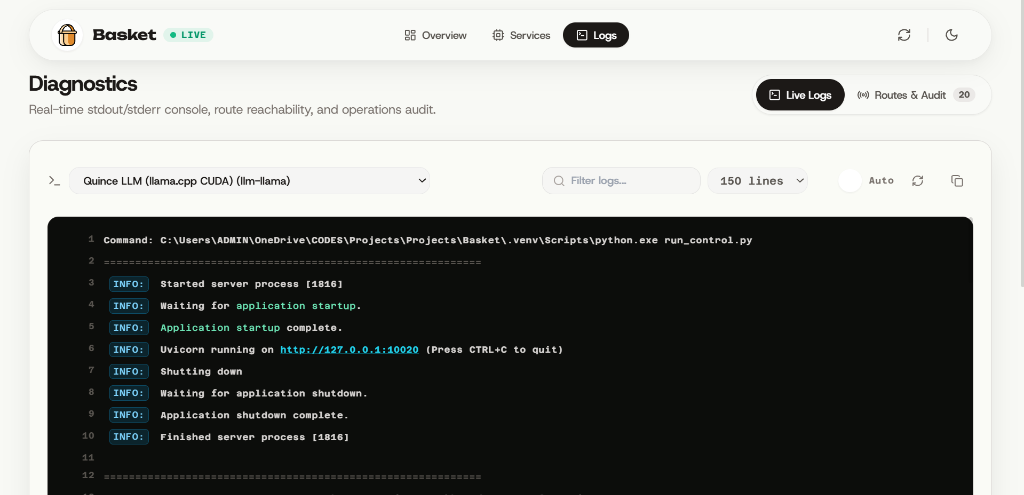 Basket LIVE Overview Services Logs
Diagnostics
Real-time stdout/stderr console, route reachability, and operations audit.
Live Logs Routes & Audit 20
Quince LLM (llama.cpp CUDA) (llm-llama) Filter logs... 150 lines Auto
1 Command: C:\Users\ADMIN\OneDrive\CODES\Projects\Projects\Basket\.venv\Scripts\python.exe run_control.py
2 ============================================================
3 INFO: Started server process [1816]
4 INFO: Waiting for application startup.
5 INFO: Application startup complete.
6 INFO: Uvicorn running on http://127.0.0.1:10020 (Press CTRL+C to quit)
7 INFO: Shutting down
8 INFO: Waiting for application shutdown.
9 INFO: Application shutdown complete.
10 INFO: Finished server process [1816]
11
12 ============================================================